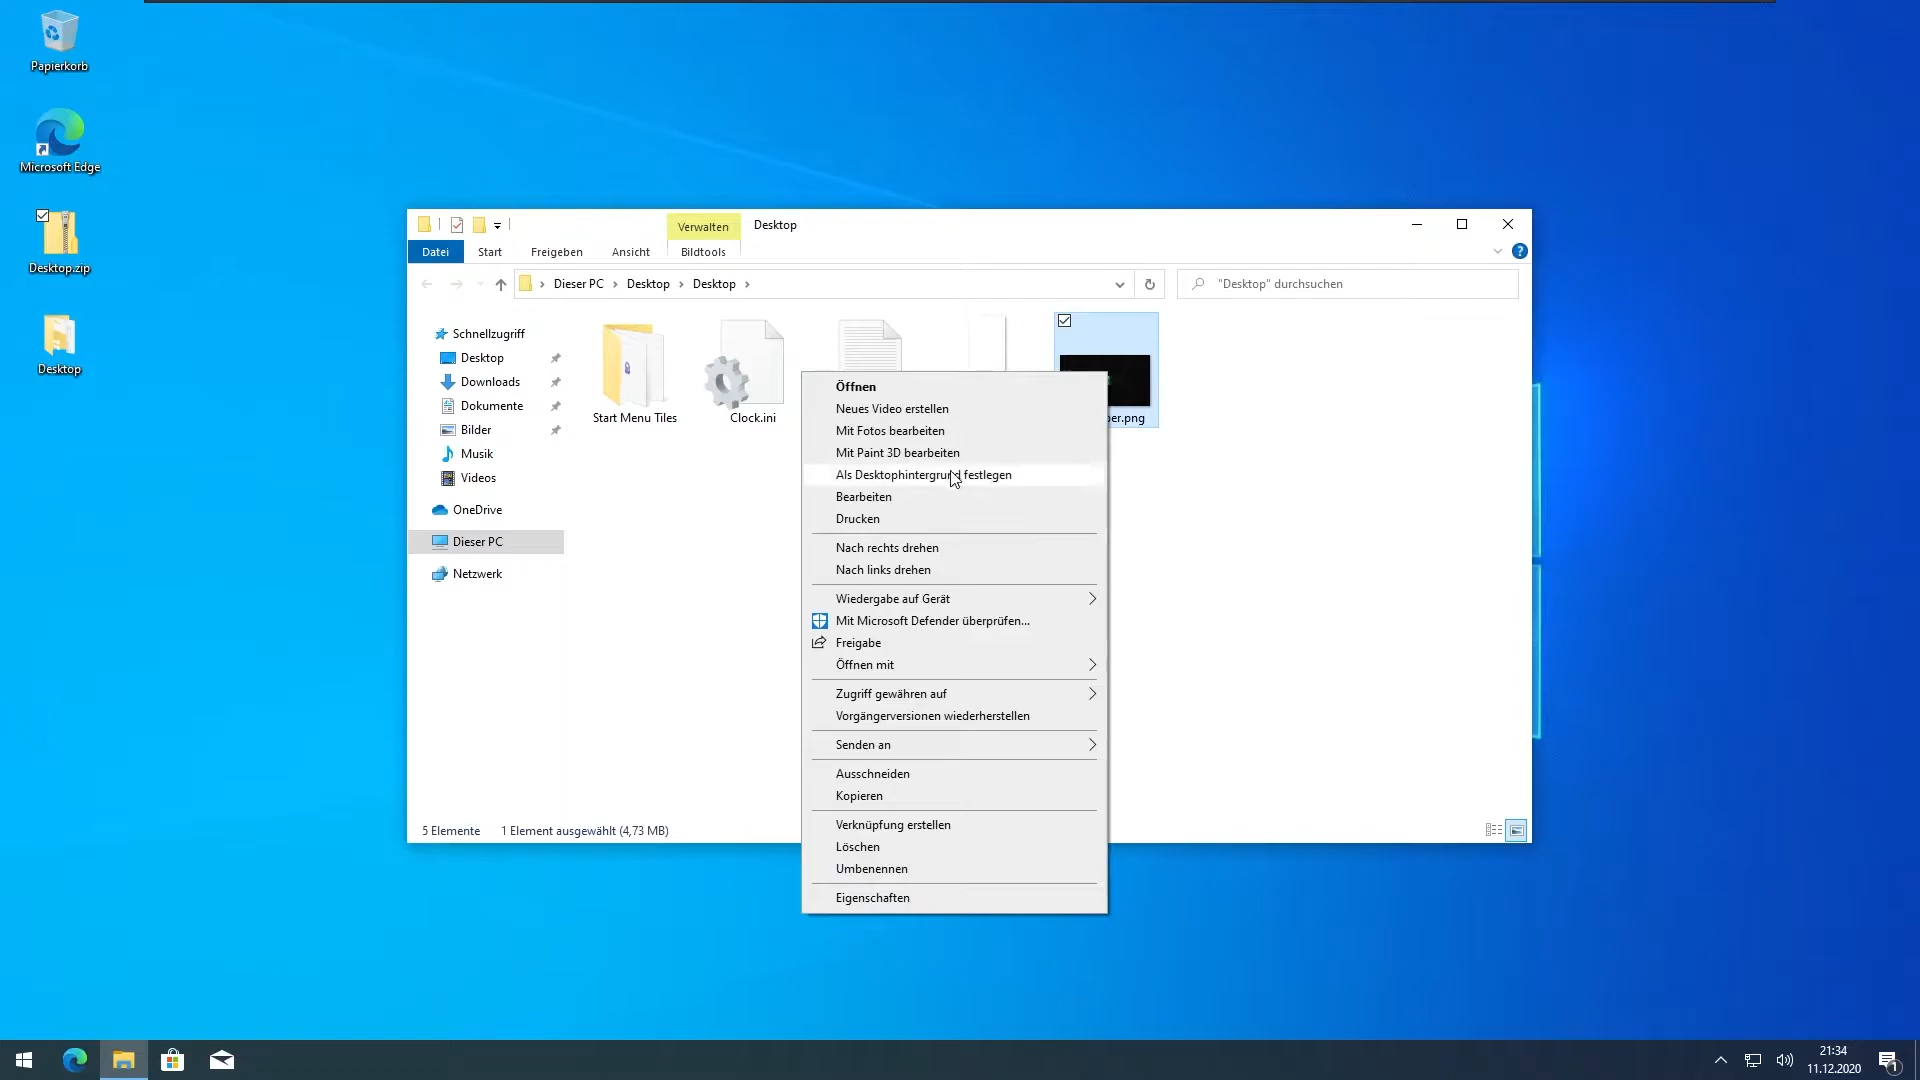 Papierkorb
Microsoft Edge
Desktop.zip
Desktop
Verwalten
Desktop
Datei
Start
Freigeben
Ansicht
Bildtools
Dieser PC
Desktop
Desktop
"Desktop" durchsuchen
Schnellzugriff
Desktop
Downloads
Dokumente
Bilder
Musik
Videos
OneDrive
Dieser PC
Netzwerk
Start Menu Tiles
Clock.ini
er.png
Öffnen
Neues Video erstellen
Mit Fotos bearbeiten
Mit Paint 3D bearbeiten
Als Desktophintergrund festlegen
Bearbeiten
Drucken
Nach rechts drehen
Nach links drehen
Wiedergabe auf Gerät
Mit Microsoft Defender überprüfen...
Freigabe
Öffnen mit
Zugriff gewähren auf
Vorgängerversionen wiederherstellen
Senden an
Ausschneiden
Kopieren
Verknüpfung erstellen
Löschen
Umbenennen
Eigenschaften
5 Elemente 1 Element ausgewählt (4,73 MB)
21:34
11.12.2020
1